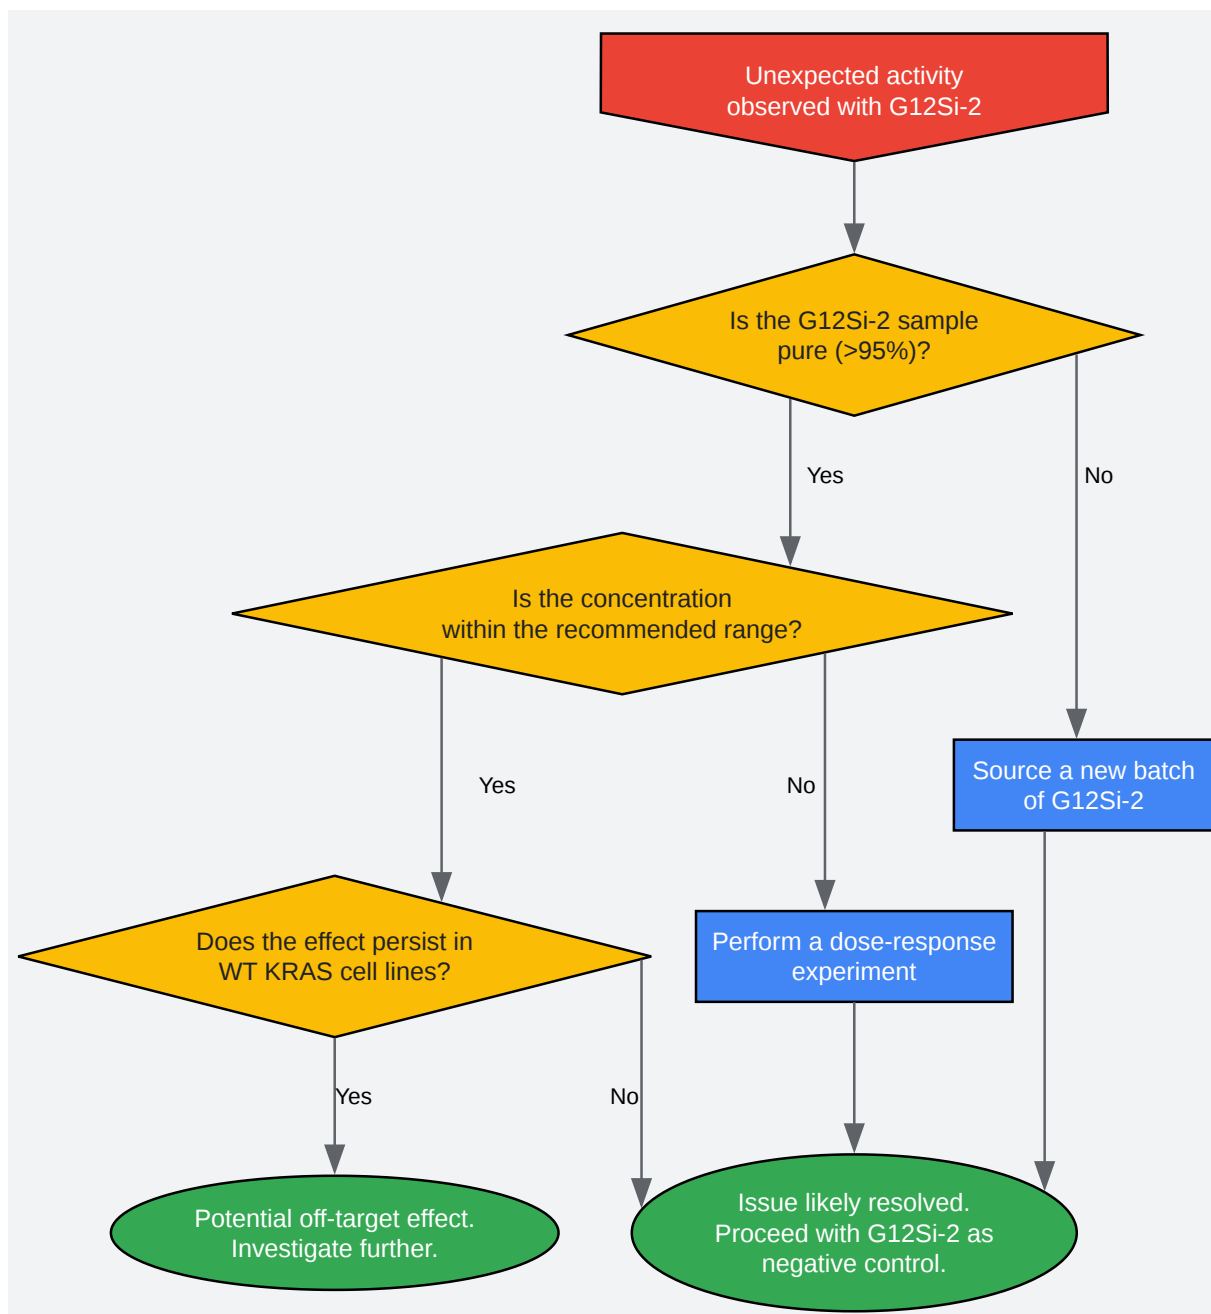 Unexpected activity
observed with G12Si-2
Is the G12Si-2 sample
pure (>95%)?
Yes
No
Is the concentration
within the recommended range?
Yes
No
Source a new batch
of G12Si-2
Does the effect persist in
WT KRAS cell lines?
Perform a dose-response
experiment
Yes
No
Potential off-target effect.
Investigate further.
Issue likely resolved.
Proceed with G12Si-2 as
negative control.